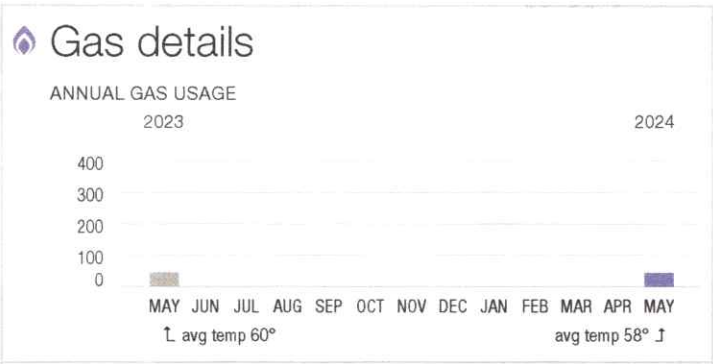 Gas details
ANNUAL GAS USAGE
2023 2024
400
300
200
100
0
MAY JUN JUL AUG SEP OCT NOV DEC JAN FEB MAR APR MAY
↑ avg temp 60° avg temp 58° ↑